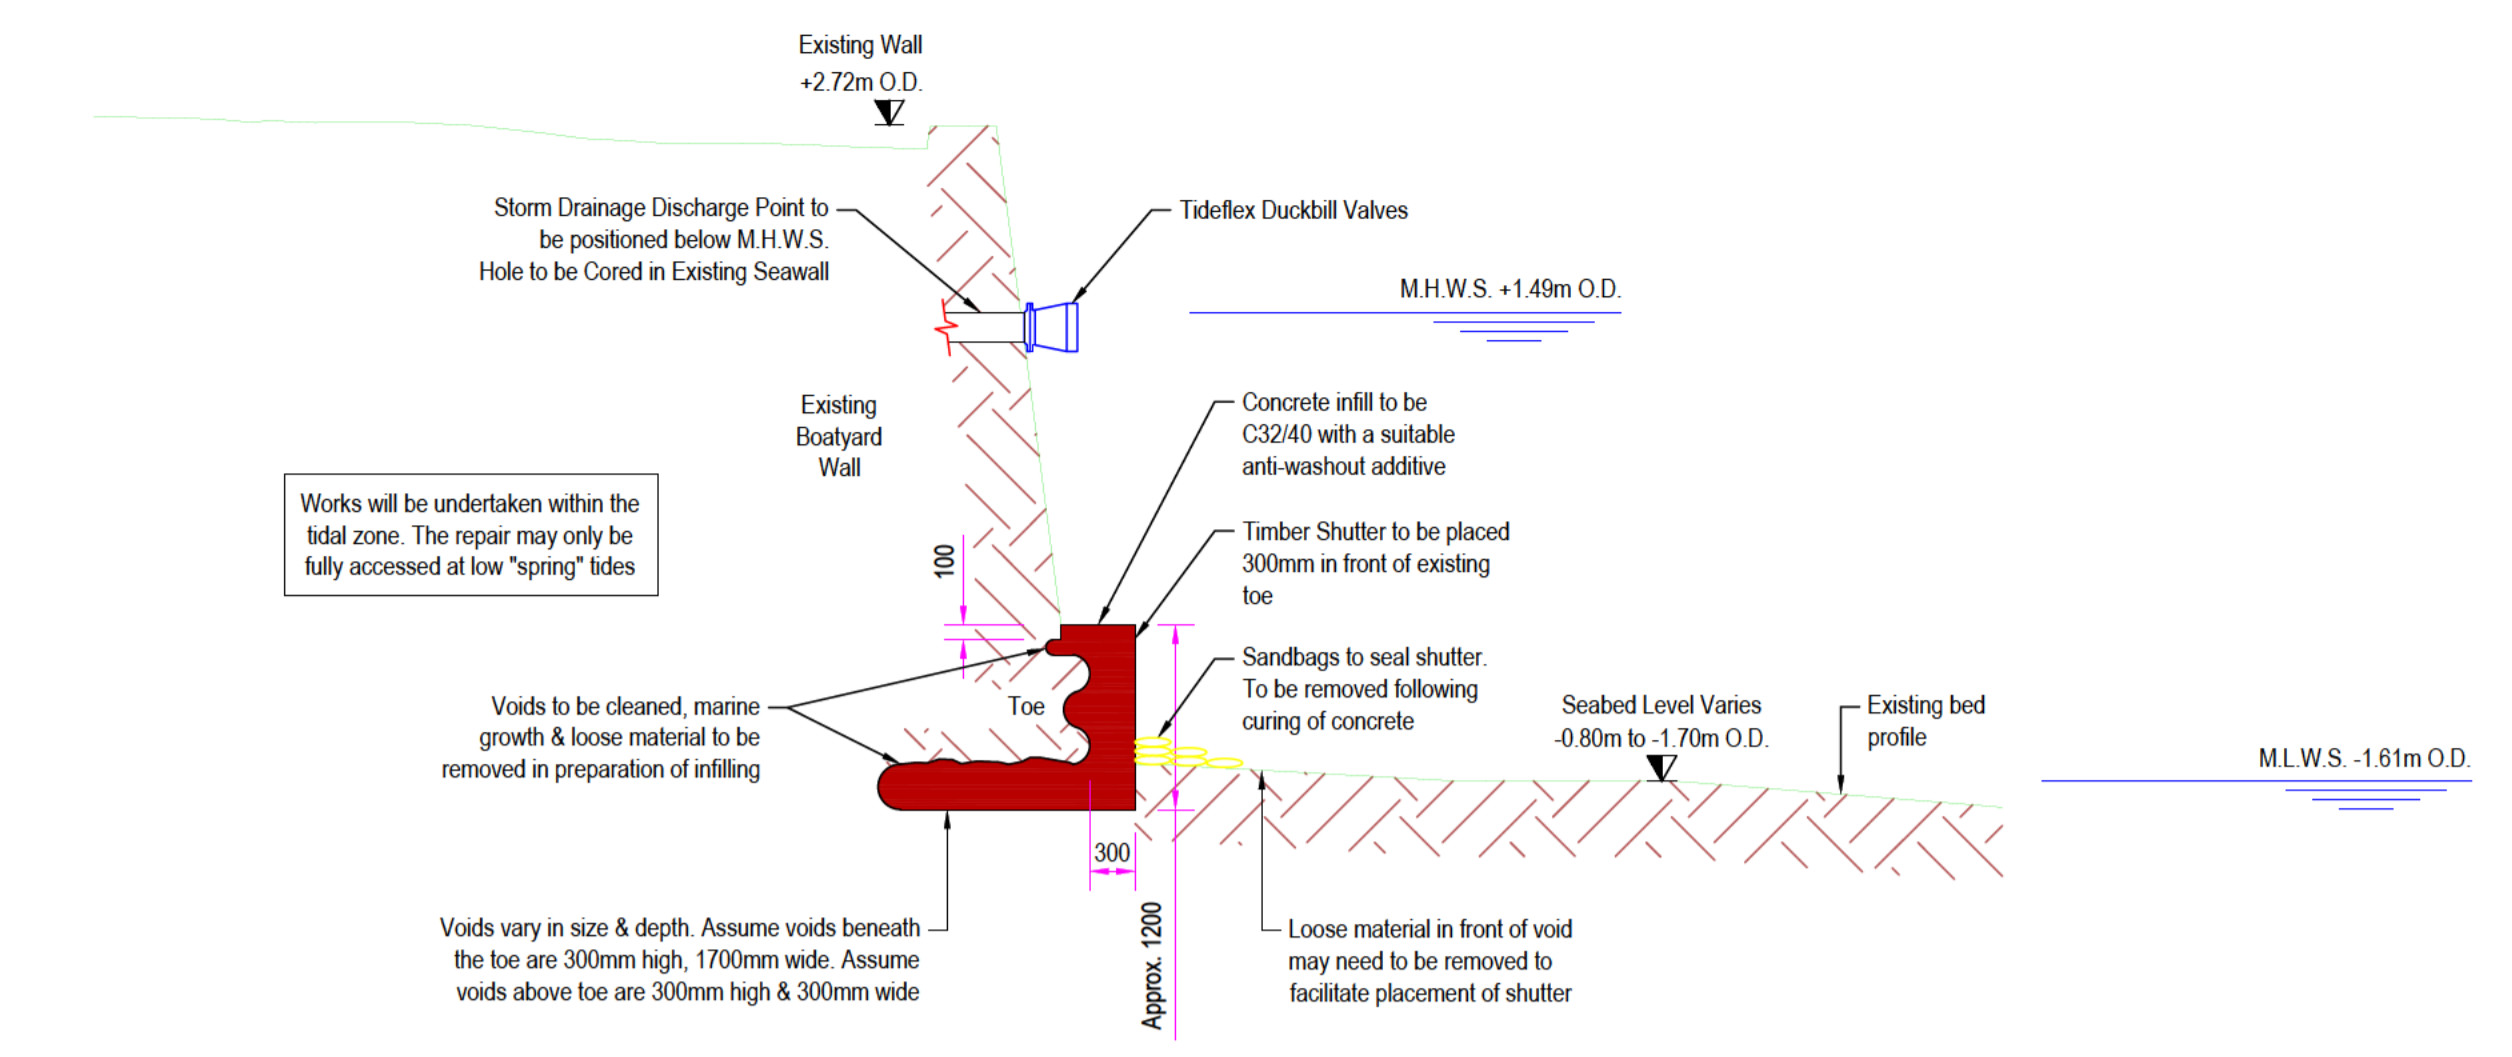 Existing Wall
+2.72m O.D.
Storm Drainage Discharge Point to
be positioned below M.H.W.S.
Hole to be Cored in Existing Seawall
Tideflex Duckbill Valves
M.H.W.S. +1.49m O.D.
Existing
Boatyard
Wall
Concrete infill to be
C32/40 with a suitable
anti-washout additive
Works will be undertaken within the
tidal zone. The repair may only be
fully accessed at low "spring" tides
100
Timber Shutter to be placed
300mm in front of existing
toe
Sandbags to seal shutter.
To be removed following
curing of concrete
Voids to be cleaned, marine
growth & loose material to be
removed in preparation of infilling
Toe
Seabed Level Varies
-0.80m to -1.70m O.D.
Existing bed
profile
M.L.W.S. -1.61m O.D.
300
Approx. 1200
Voids vary in size & depth. Assume voids beneath
the toe are 300mm high, 1700mm wide. Assume
voids above toe are 300mm high & 300mm wide
Loose material in front of void
may need to be removed to
facilitate placement of shutter